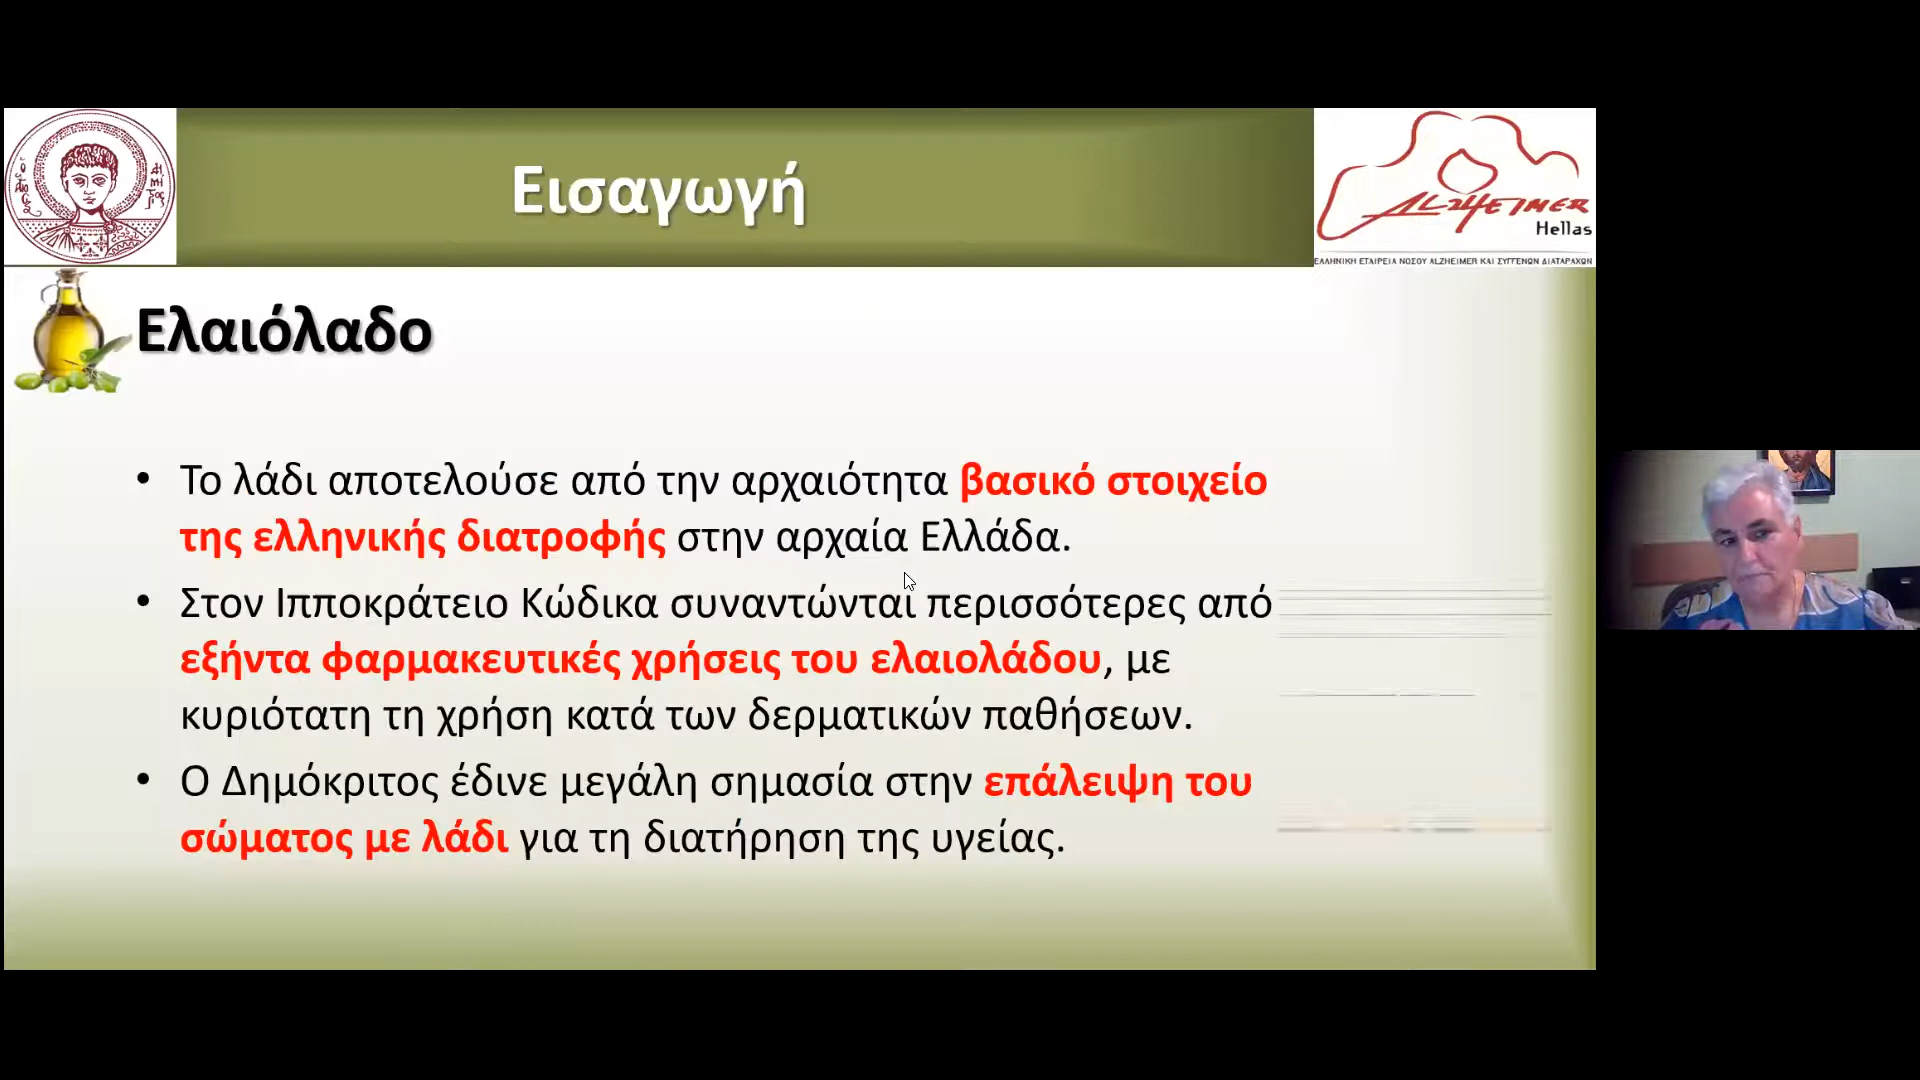 Εισαγωγή
ALZHEIMER
Hellas
ΕΛΛΗΝΙΚΗ ΕΤΑΙΡΕΙΑ ΝΟΣΟΥ ALZHEIMER ΚΑΙ ΣΥΓΓΕΝΩΝ ΔΙΑΤΑΡΑΧΩΝ
Ελαιόλαδο
• Το λάδι αποτελούσε από την αρχαιότητα βασικό στοιχείο
της ελληνικής διατροφής στην αρχαία Ελλάδα.
• Στον Ιπποκράτειο Κώδικα συναντώνται περισσότερες από
εξήντα φαρμακευτικές χρήσεις του ελαιολάδου, με
κυριότατη τη χρήση κατά των δερματικών παθήσεων.
• Ο Δημόκριτος έδινε μεγάλη σημασία στην επάλειψη του
σώματος με λάδι για τη διατήρηση της υγείας.